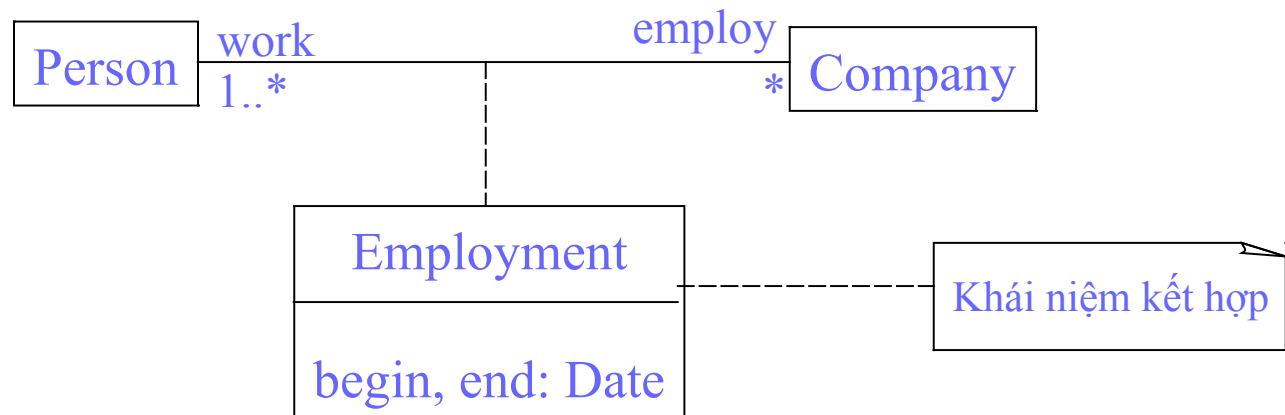 Person
work
1..*
employ
*
Company
Employment
begin, end: Date
Khái niệm kết hợp